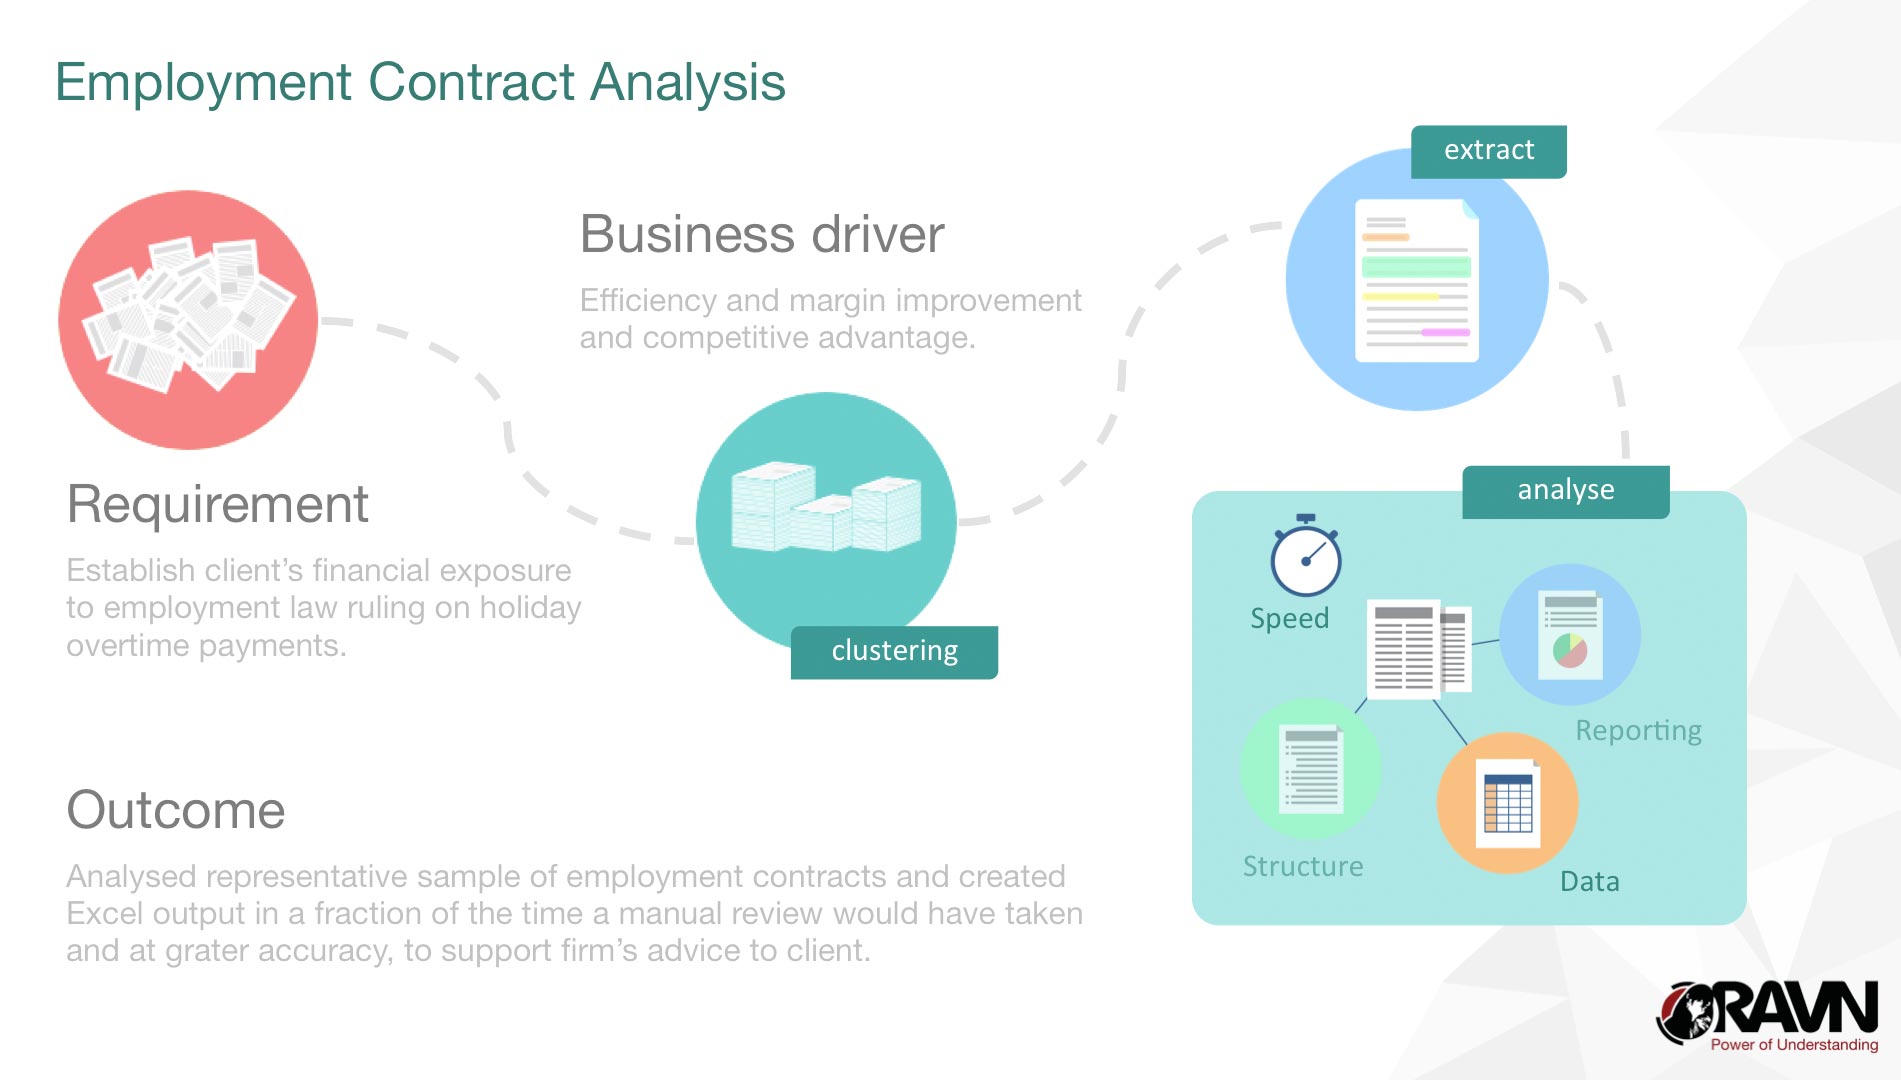 Employment Contract Analysis
Requirement
Establish client’s financial exposure
to employment law ruling on holiday
overtime payments.
Business driver
Efficiency and margin improvement
and competitive advantage.
clustering
extract
analyse
Speed
Reporting
Structure
Data
Outcome
Analysed representative sample of employment contracts and created
Excel output in a fraction of the time a manual review would have taken
and at grater accuracy, to support firm’s advice to client.
RAVN
Power of Understanding